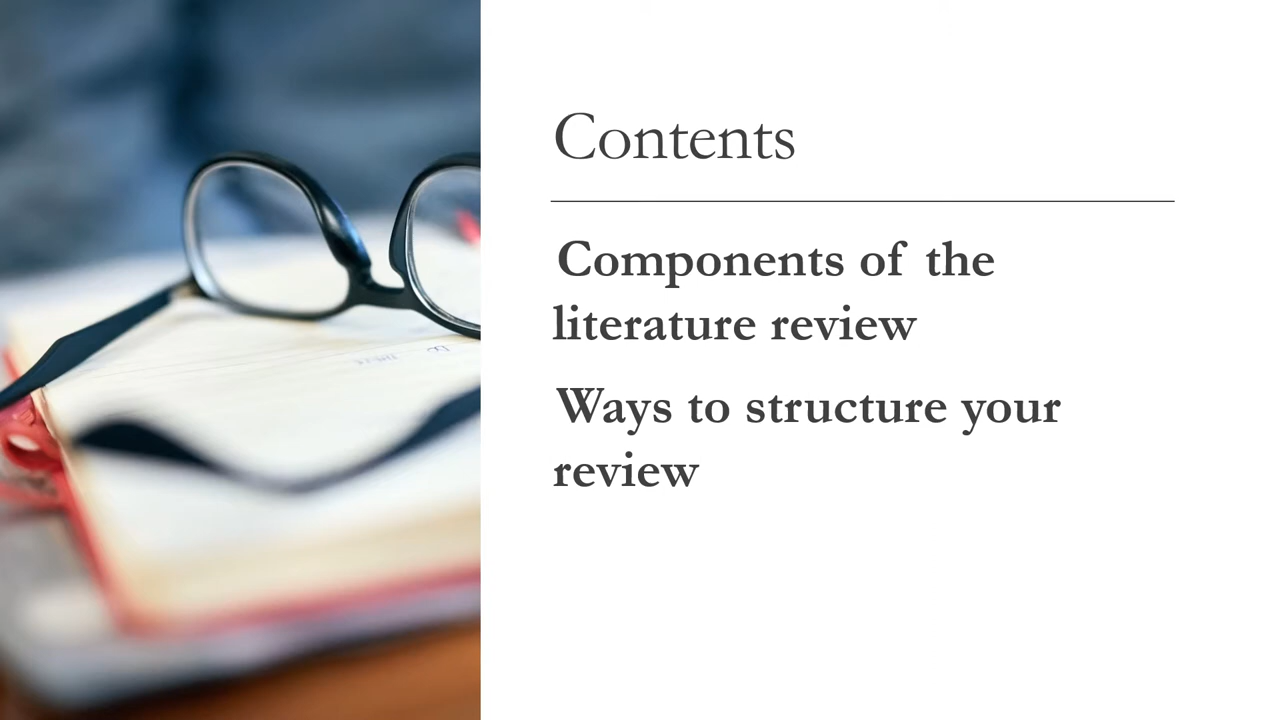 Contents
Components of the
literature review
Ways to structure your
review